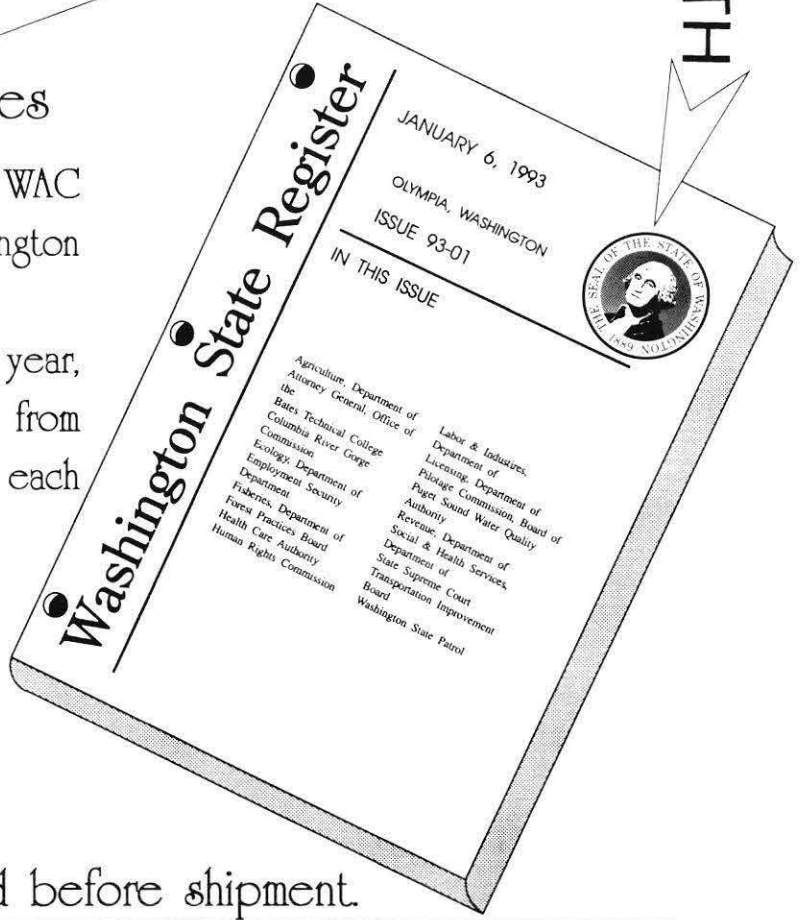 TH
es
WAC
ngton
year,
from
each
Washington State Register
JANUARY 6, 1993
OLYMPIA, WASHINGTON
ISSUE 93-01
IN THIS ISSUE
THE SEAL OF THE STATE OF WASHINGTON 1889
Agriculture, Department of
Attorney General, Office of
the
Bates Technical College
Columbia River Gorge
Commission
Ecology, Department of
Employment Security
Department
Fisheries, Department of
Forest Practices Board
Health Care Authority
Human Rights Commission
Labor & Industires,
Department of
Licensing, Department of
Pilotage Commission, Board of
Puget Sound Water Quality
Authority
Revenue, Department of
Social & Health Services,
Department of
State Supreme Court
Transportation Improvement
Board
Washington State Patrol
d before shipment.